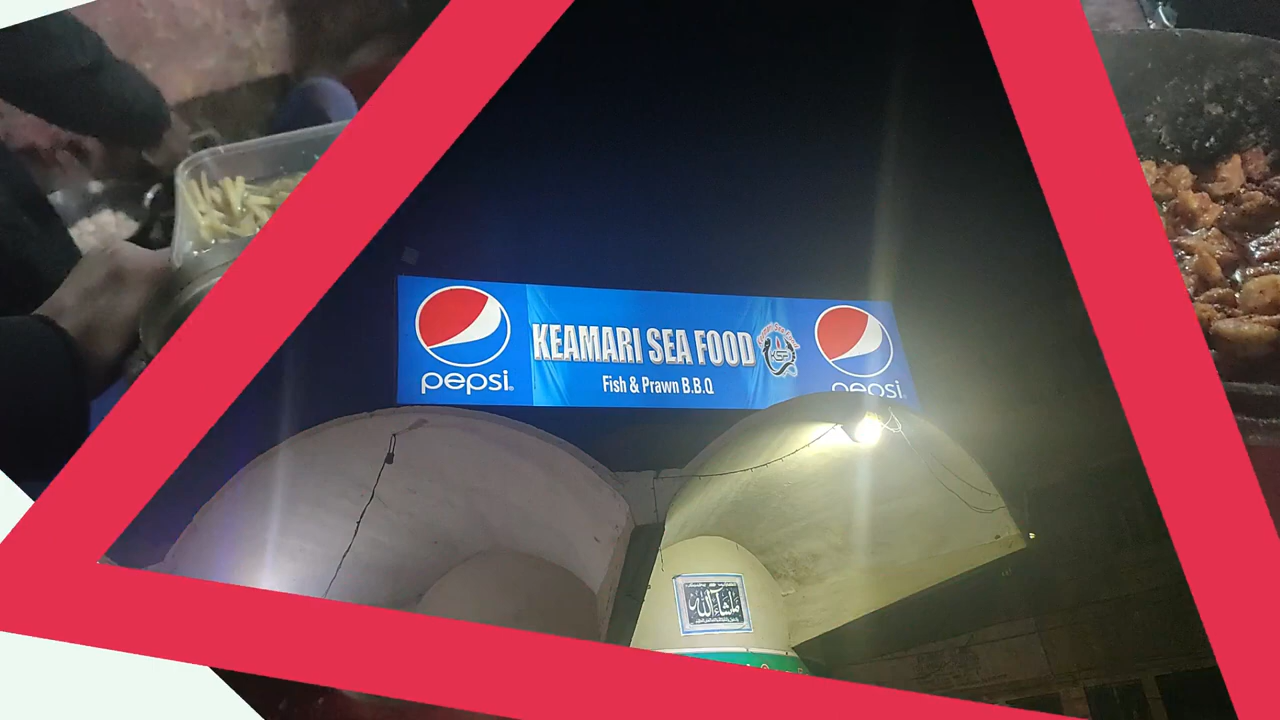 pepsi
KEAMARI SEA FOOD
Fish & Prawn B.B.Q
KSF
pepsi
ماشاءاللہ